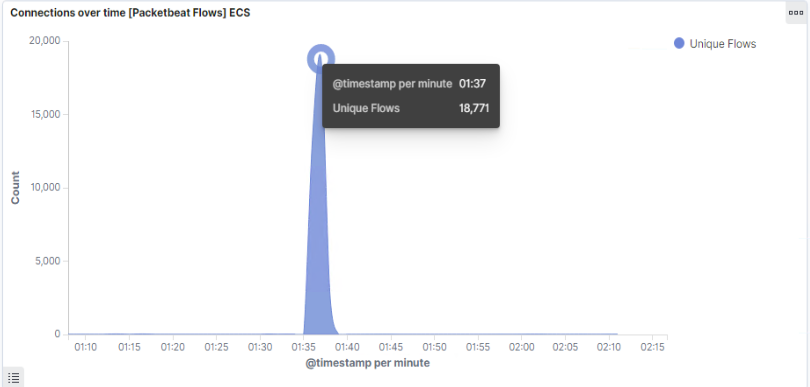 Connections over time [Packetbeat Flows] ECS
Unique Flows
@timestamp per minute 01:37
Unique Flows 18,771
20,000
15,000
10,000
5,000
0
Count
01:10 01:15 01:20 01:25 01:30 01:35 01:40 01:45 01:50 01:55 02:00 02:05 02:10 02:15
@timestamp per minute